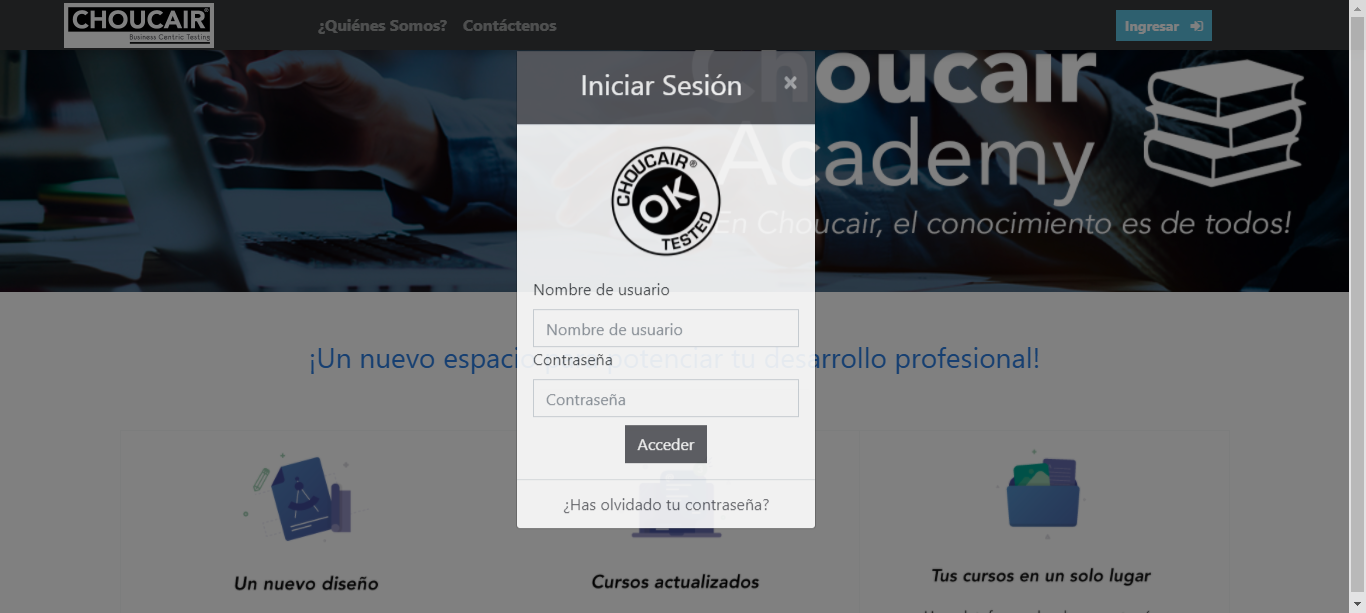 CHOUCAIR®
Business Centric Testing
¿Quiénes Somos?
Contáctenos
Ingresar
Iniciar Sesión
×
Choucair
Academy
En Choucair, el conocimiento es de todos!
CHOUCAIR®
OK
TESTED
Nombre de usuario
Nombre de usuario
¡Un nuevo espacio para potenciar tu desarrollo profesional!
Contraseña
Contraseña
Acceder
¿Has olvidado tu contraseña?
Un nuevo diseño
Cursos actualizados
Tus cursos en un solo lugar